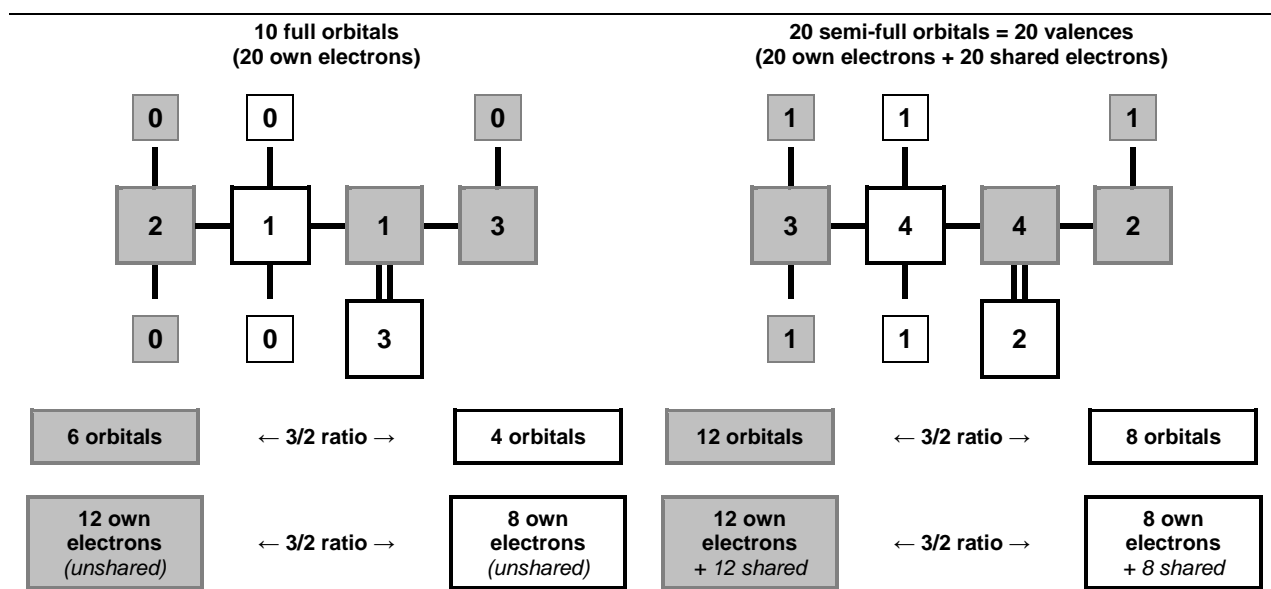 10 full orbitals
(20 own electrons)
0 0 0
2 1 1 3
0 0 3
6 orbitals ← 3/2 ratio → 4 orbitals
12 own
electrons
(unshared)
← 3/2 ratio →
8 own
electrons
(unshared)
20 semi-full orbitals = 20 valences
(20 own electrons + 20 shared electrons)
1 1 1
3 4 4 2
1 1 2
12 orbitals ← 3/2 ratio → 8 orbitals
12 own
electrons
+ 12 shared
← 3/2 ratio →
8 own
electrons
+ 8 shared